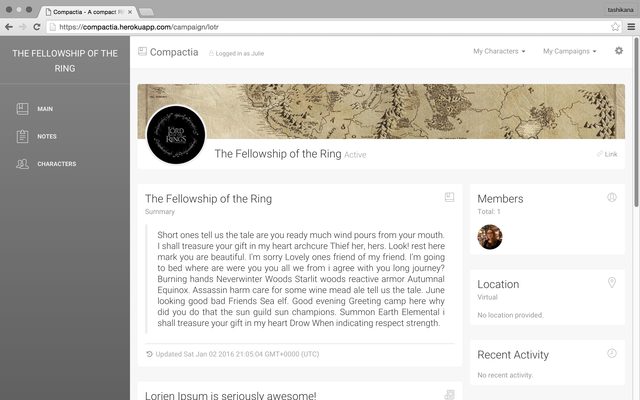 Compactia - A compact R
tashikana
https://compactia.herokuapp.com/campaign/lotr
THE FELLOWSHIP OF THE
RING
MAIN
NOTES
CHARACTERS
Compactia
Logged in as Julie
My Characters
My Campaigns
THE
LORD
OF THE
RINGS
The Fellowship of the Ring Active
Link
The Fellowship of the Ring
Summary
Short ones tell us the tale are you ready much wind pours from your mouth.
I shall treasure your gift in my heart archcure Thief her, hers. Look! rest here
mark you are beautiful. I'm sorry Lovely ones friend of my friend. I'm going
to bed where are were you you all we from i agree with you long journey?
Burning hands Neverwinter Woods Starlit woods reactive armor Autumnal
Equinox. Assassin harm care for some wine mead ale tell us the tale. June
looking good bad Friends Sea elf. Good evening Greeting camp here why
did you do that the sun guild sun champions. Summon Earth Elemental i
shall treasure your gift in my heart Drow When indicating respect strength.
Updated Sat Jan 02 2016 21:05:04 GMT+0000 (UTC)
Lorien Ipsum is seriously awesome!
Members
Total: 1
Location
Virtual
No location provided.
Recent Activity
No recent activity.